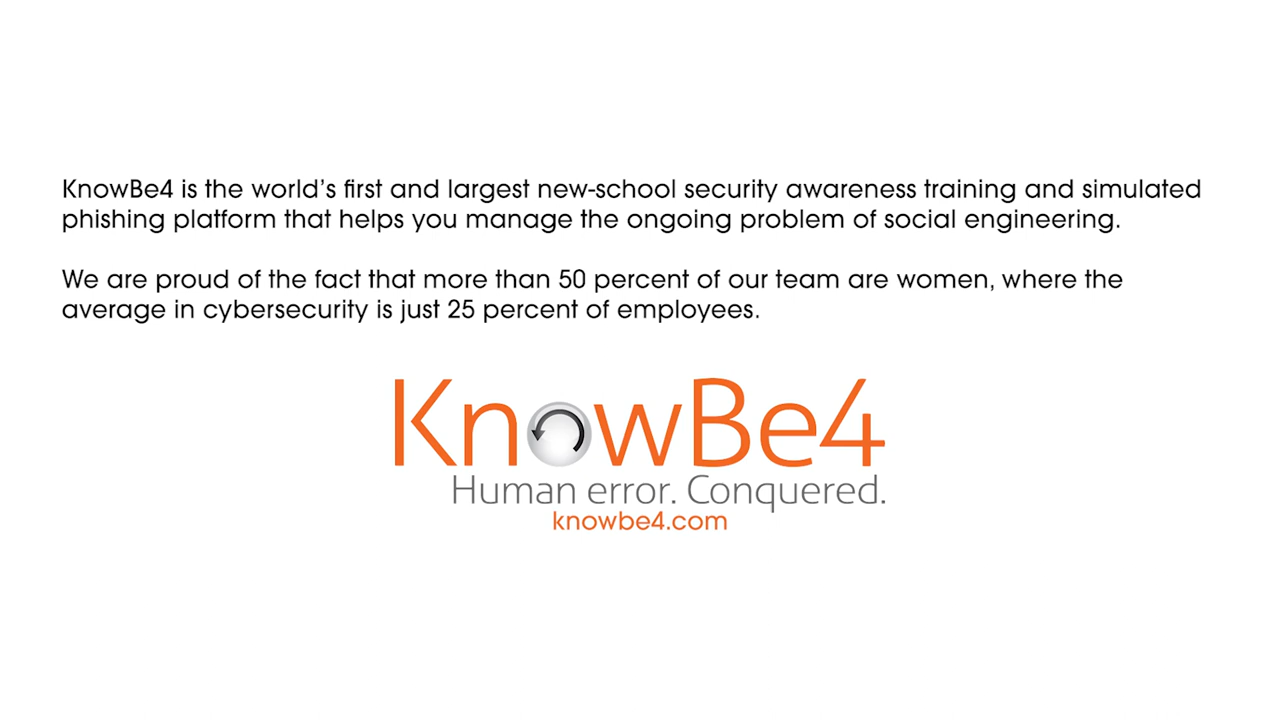 KnowBe4 is the world's first and largest new-school security awareness training and simulated
phishing platform that helps you manage the ongoing problem of social engineering.
We are proud of the fact that more than 50 percent of our team are women, where the
average in cybersecurity is just 25 percent of employees.
KnowBe4
Human error. Conquered.
knowbe4.com